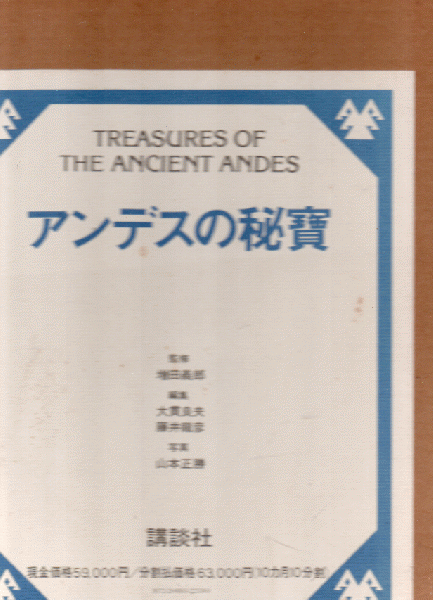 TREASURES OF
THE ANCIENT ANDES
アンデスの秘寶
監修
増田義郎
編集
大貫良夫
藤井龍彦
写真
山本正勝
講談社
現金価格59,000円/分割払価格63,000円(10カ月10分割)